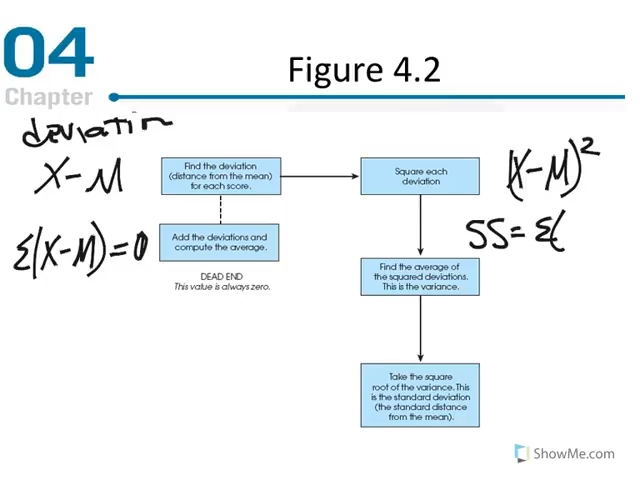 04
Chapter
Figure 4.2
deviatin
X-M
Σ(X-M)=0
Find the deviation
(distance from the mean)
for each score.
Add the deviations and
compute the average.
DEAD END
This value is always zero.
Square each
deviation
(X-M)²
SS=Σ(
Find the average of
the squared deviations.
This is the variance.
Take the square
root of the variance. This
is the standard deviation
(the standard distance
from the mean).
ShowMe.com